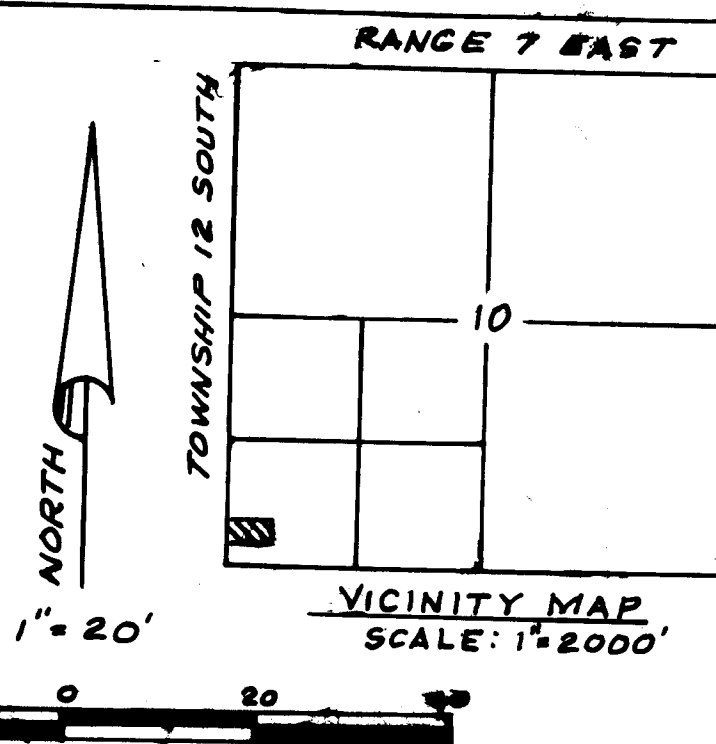 RANGE 7 EAST
TOWNSHIP 12 SOUTH
10
NORTH
1" = 20'
VICINITY MAP
SCALE: 1" = 2000'
0 20